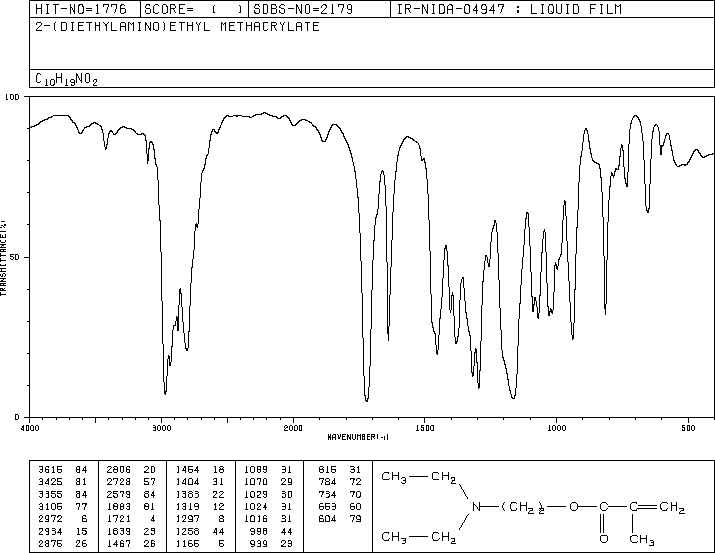 HIT-NO=1776 SCORE= ( ) SDBS-NO=2179 IR-NIDA-04947 : LIQUID FILM
2-(DIETHYLAMINO)ETHYL METHACRYLATE
C10H19NO2
100
50
0
TRANSMITTANCE(%)
4000 3000 2000 1500 1000 500
WAVENUMBER(-1)
3615 84 2806 20 1454 18 1089 31 816 31
3425 81 2728 57 1404 31 1070 29 784 72
3355 84 2579 84 1383 22 1029 30 734 70
3105 77 1883 81 1319 12 1024 31 653 60
2972 6 1721 4 1297 8 1016 31 604 79
2934 15 1639 23 1258 44 998 44
2875 26 1467 26 1165 5 939 23
CH3 CH2
N (CH2)2 O C C CH2
CH3 CH2 O CH3